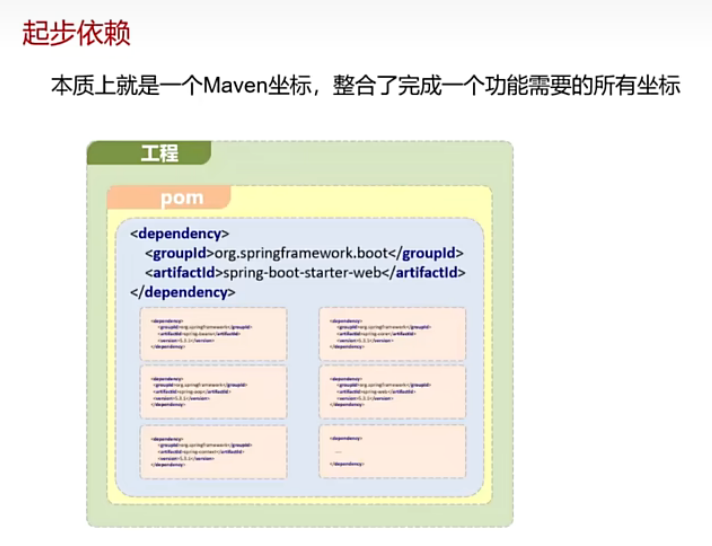 起步依赖
本质上就是一个Maven坐标，整合了完成一个功能需要的所有坐标
工程
pom
<dependency>
<groupId>org.springframework.boot</groupId>
<artifactId>spring-boot-starter-web</artifactId>
</dependency>
<dependency>
<groupId>org.springframework</groupId>
<artifactId>spring-beans</artifactId>
<version>5.3.1</version>
</dependency>
<dependency>
<groupId>org.springframework</groupId>
<artifactId>spring-core</artifactId>
<version>5.3.1</version>
</dependency>
<dependency>
<groupId>org.springframework</groupId>
<artifactId>spring-aop</artifactId>
<version>5.3.1</version>
</dependency>
<dependency>
<groupId>org.springframework</groupId>
<artifactId>spring-web</artifactId>
<version>5.3.1</version>
</dependency>
<dependency>
<groupId>org.springframework</groupId>
<artifactId>spring-context</artifactId>
<version>5.3.1</version>
</dependency>
<dependency>
....
</dependency>